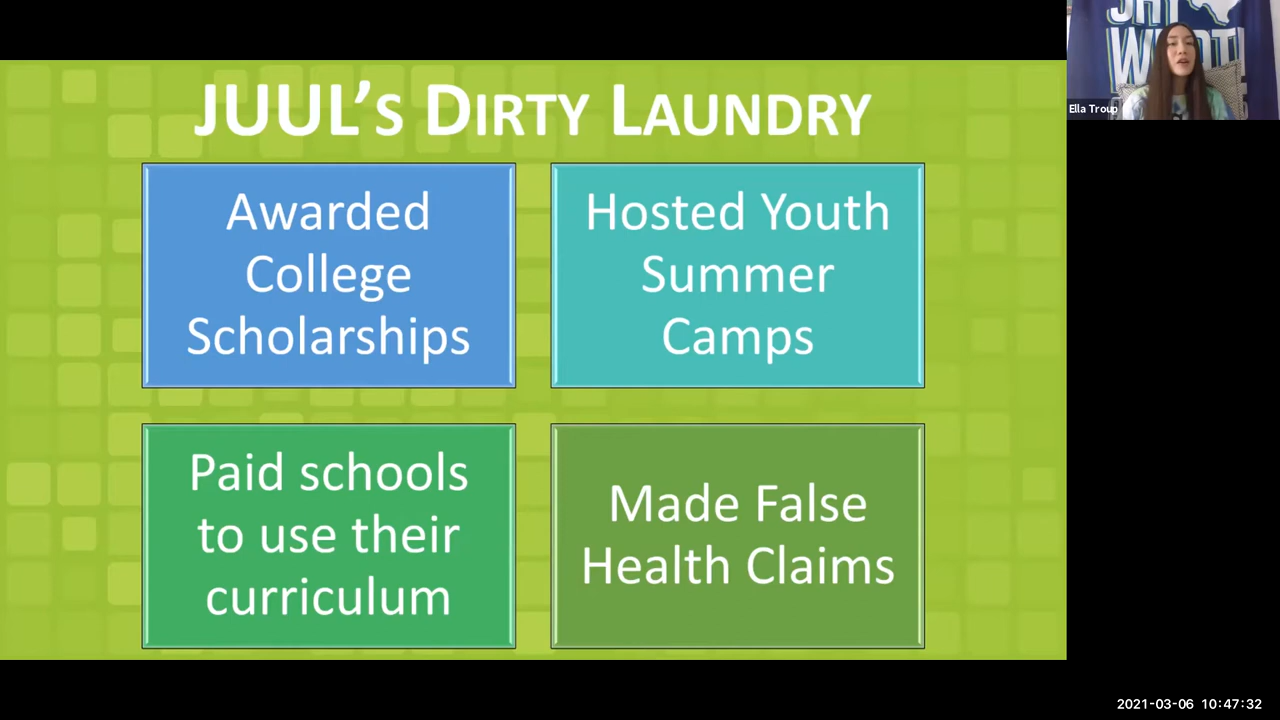 JUUL's Dirty Laundry
Awarded
College
Scholarships
Hosted Youth
Summer
Camps
Paid schools
to use their
curriculum
Made False
Health Claims
Ella Troup
2021-03-06 10:47:32